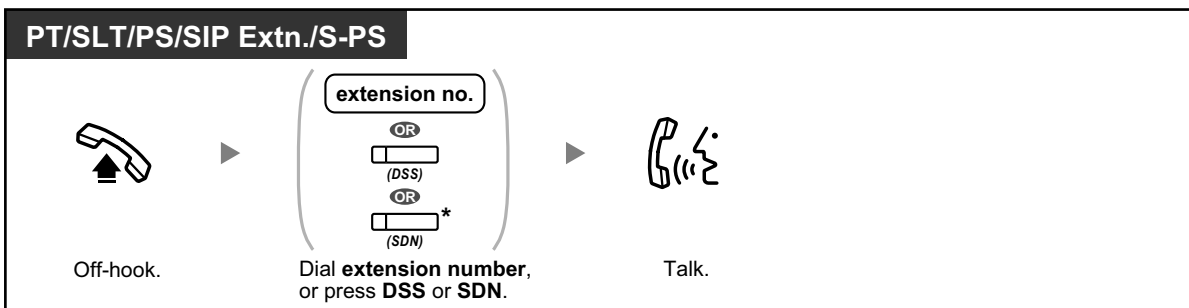 PT/SLT/PS/SIP Extn./S-PS
extension no.
OR
(DSS)
OR
*
(SDN)
Off-hook.
Dial extension number,
or press DSS or SDN.
Talk.